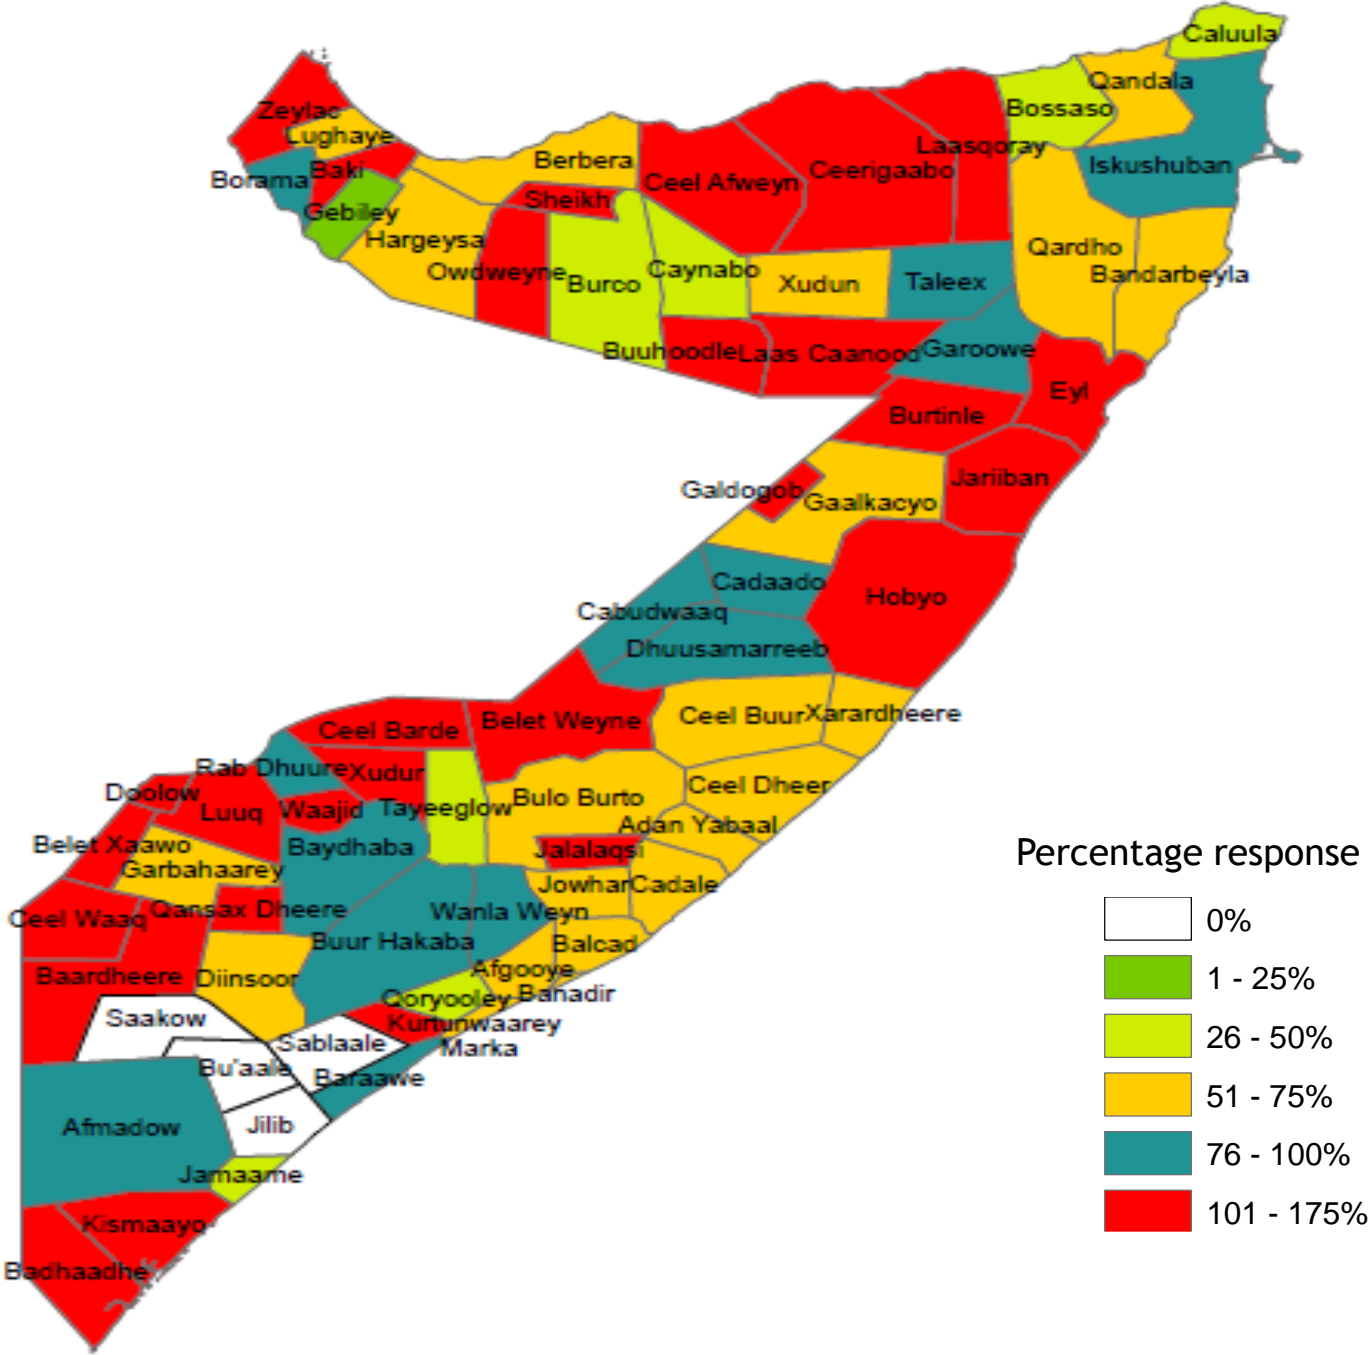 Caluula
Qandala
Bossaso
Zeylac
Lughaye
Laasqoray
Berbera
Iskushuban
Baki
Ceerigaabo
Borama
Ceel Afweyn
Sheikh
Gebiley
Hargeysa
Qardho
Owdweyne
Caynabo
Bandarbeyla
Burco
Xudun
Taleex
Buuhoodle
Laas Caanood
Garoowe
Eyl
Burtinle
Jariiban
Galdogob
Gaalkacyo
Cadaado
Hobyo
Cabudwaaq
Dhuusamarreeb
Ceel Buur
Xarardheere
Belet Weyne
Ceel Barde
Rab Dhuure
Xudur
Ceel Dheer
Doolow
Bulo Burto
Luuq
Waajid
Tayeeglow
Adan Yabaal
Belet Xaawo
Baydhaba
Jalalaqsi
Garbahaarey
Jowhar
Cadale
Ceel Waaq
Qansax Dheere
Wanla Weyn
Buur Hakaba
Balcad
Baardheere
Diinsoor
Afgooye
Qoryooley
Banadir
Saakow
Kurtunwaarey
Sablaale
Marka
Bu'aale
Baraawe
Afmadow
Jilib
Jamaame
Kismaayo
Badhaadhe
Percentage response
0%
1 - 25%
26 - 50%
51 - 75%
76 - 100%
101 - 175%